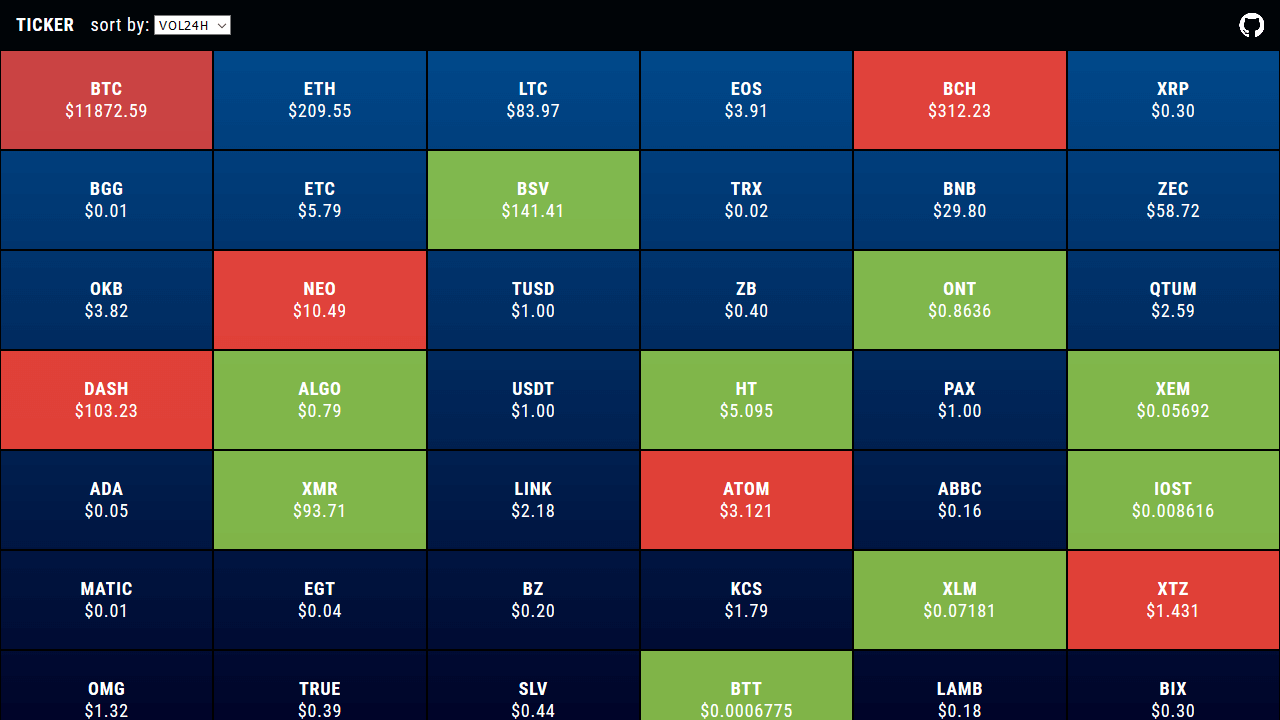 TICKER sort by: VOL24H
BTC ETH LTC EOS BCH XRP
$11872.59 $209.55 $83.97 $3.91 $312.23 $0.30
BGG ETC BSV TRX BNB ZEC
$0.01 $5.79 $141.41 $0.02 $29.80 $58.72
OKB NEO TUSD ZB ONT QTUM
$3.82 $10.49 $1.00 $0.40 $0.8636 $2.59
DASH ALGO USDT HT PAX XEM
$103.23 $0.79 $1.00 $5.095 $1.00 $0.05692
ADA XMR LINK ATOM ABBC IOST
$0.05 $93.71 $2.18 $3.121 $0.16 $0.008616
MATIC EGT BZ KCS XLM XTZ
$0.01 $0.04 $0.20 $1.79 $0.07181 $1.431
OMG TRUE SLV BTT LAMB BIX
$1.32 $0.39 $0.44 $0.0006775 $0.18 $0.30